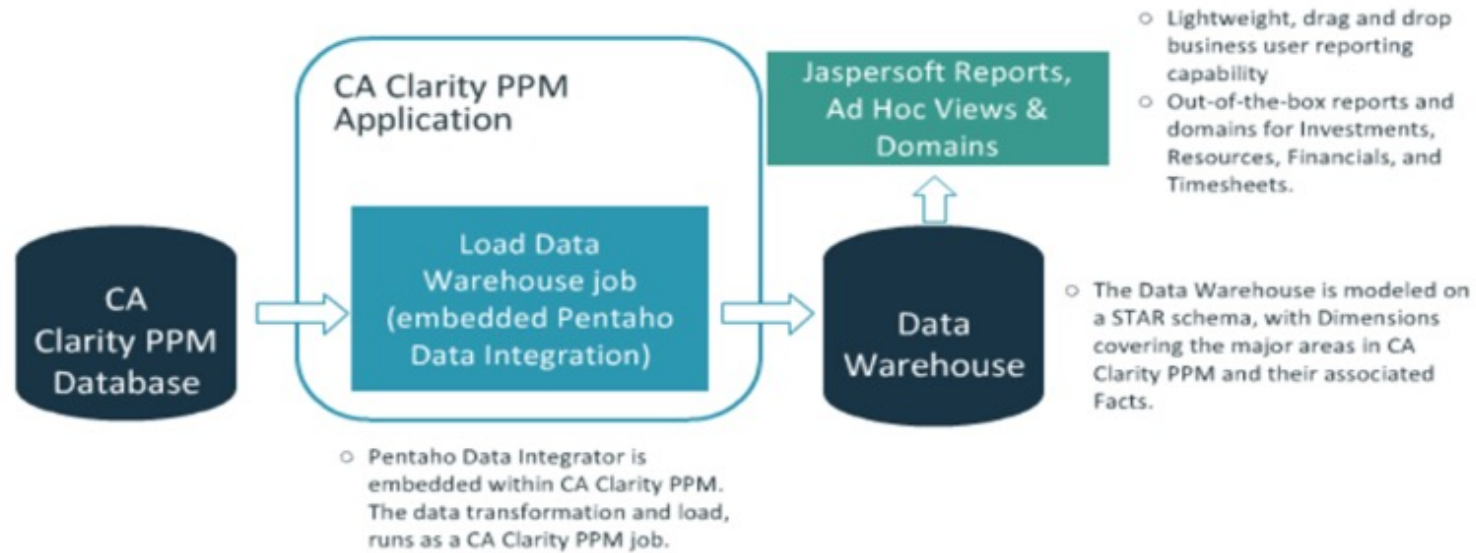 CA Clarity PPM
Application
Load Data
Warehouse job
(embedded Pentaho
Data Integration)
CA
Clarity PPM
Database
○ Pentaho Data Integrator is
embedded within CA Clarity PPM.
The data transformation and load,
runs as a CA Clarity PPM job.
Jaspersoft Reports,
Ad Hoc Views &
Domains
○ Lightweight, drag and drop
business user reporting
capability
○ Out-of-the-box reports and
domains for Investments,
Resources, Financials, and
Timesheets.
Data
Warehouse
○ The Data Warehouse is modeled on
a STAR schema, with Dimensions
covering the major areas in CA
Clarity PPM and their associated
Facts.